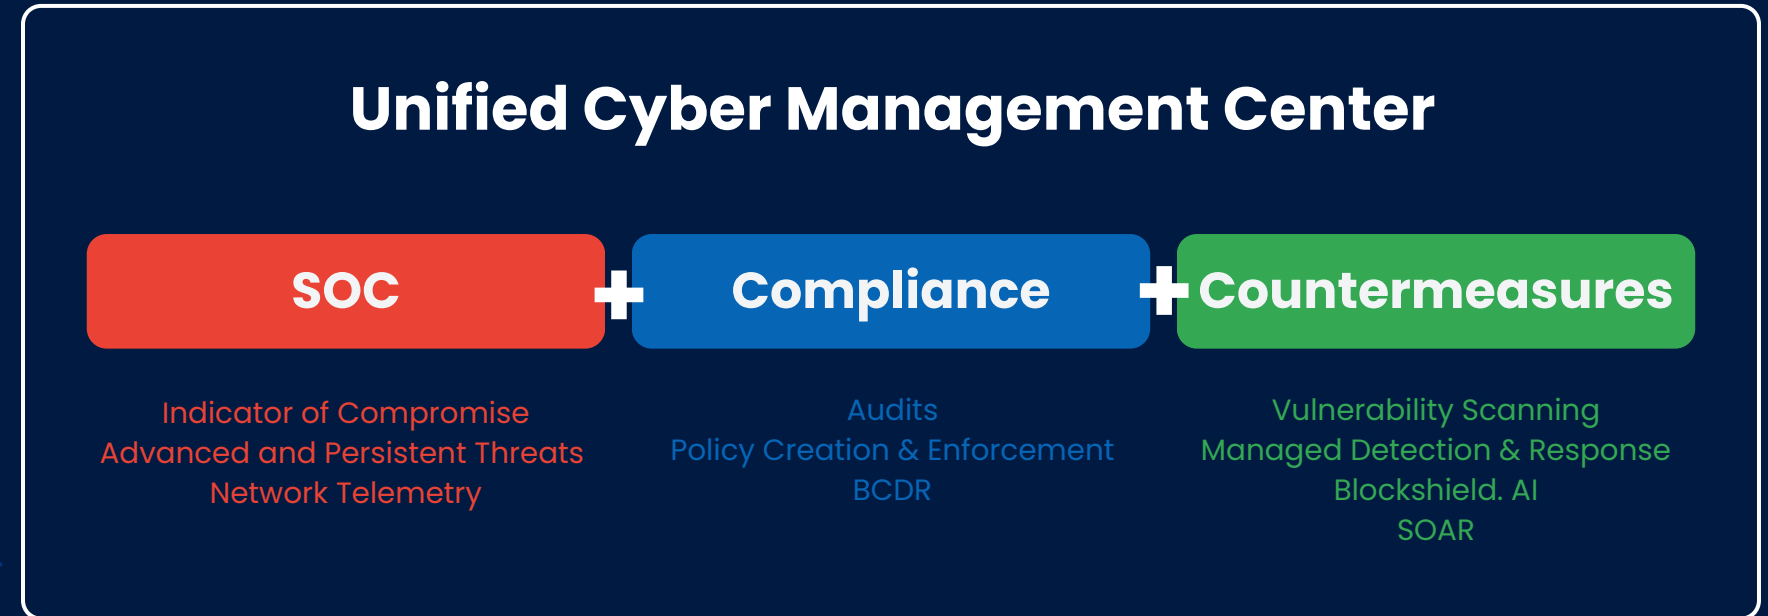 Unified Cyber Management Center
SOC + Compliance + Countermeasures
Indicator of Compromise
Advanced and Persistent Threats
Network Telemetry
Audits
Policy Creation & Enforcement
BCDR
Vulnerability Scanning
Managed Detection & Response
Blockshield. AI
SOAR